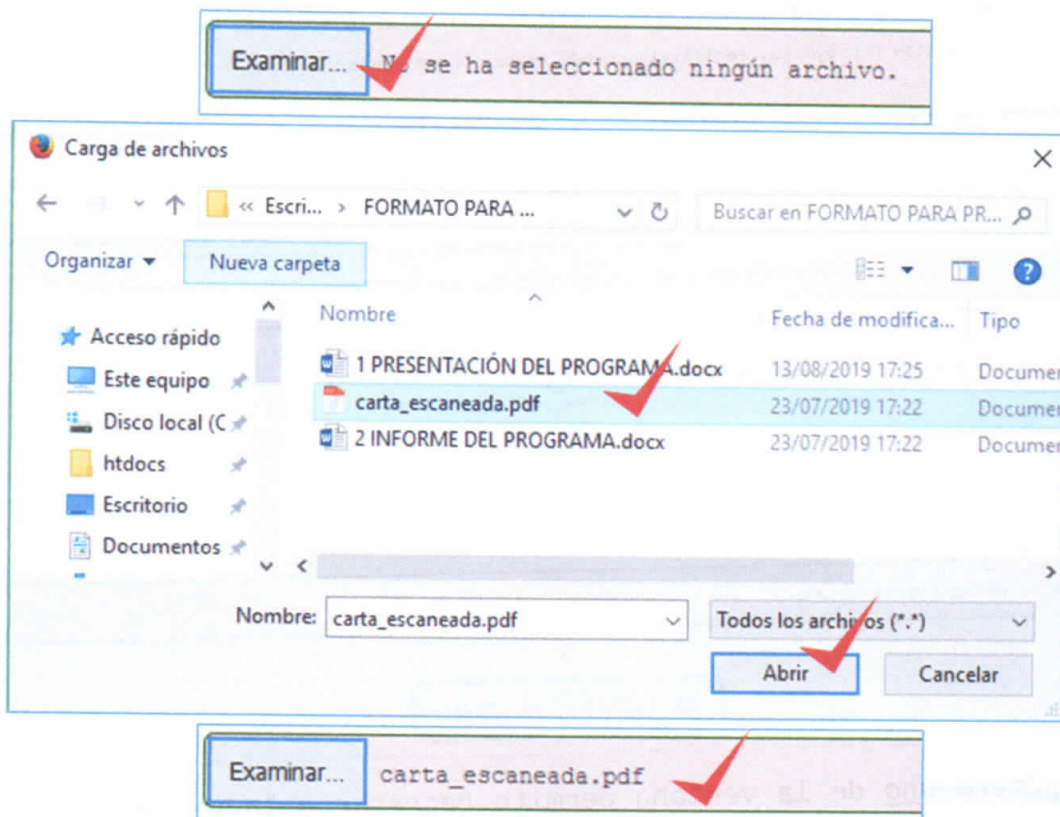 Examinar... No se ha seleccionado ningún archivo.
Carga de archivos
« Escri... › FORMATO PARA ... Buscar en FORMATO PARA PR...
Organizar Nueva carpeta
Nombre Fecha de modifica... Tipo
Acceso rápido
1 PRESENTACIÓN DEL PROGRAMA.docx 13/08/2019 17:25 Documen
Este equipo
carta_escaneada.pdf 23/07/2019 17:22 Documen
Disco local (C
2 INFORME DEL PROGRAMA.docx 23/07/2019 17:22 Documen
htdocs
Escritorio
Documentos
Nombre: carta_escaneada.pdf Todos los archivos (*.*)
Abrir Cancelar
Examinar... carta_escaneada.pdf